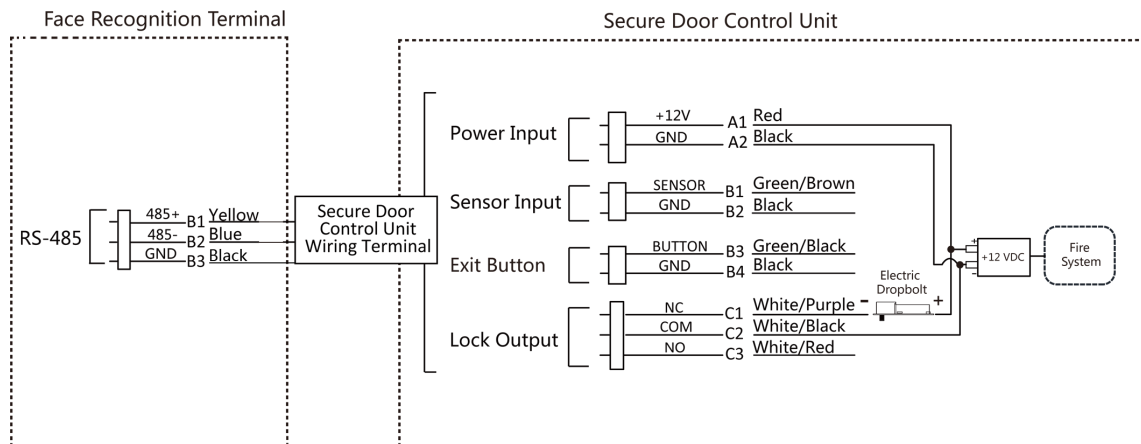 Face Recognition Terminal
Secure Door Control Unit
RS-485
485+ B1 Yellow
485- B2 Blue
GND B3 Black
Secure Door
Control Unit
Wiring Terminal
Power Input
+12V A1 Red
GND A2 Black
Sensor Input
SENSOR B1 Green/Brown
GND B2 Black
Exit Button
BUTTON B3 Green/Black
GND B4 Black
Lock Output
NC C1 White/Purple
COM C2 White/Black
NO C3 White/Red
Electric
Dropbolt
- +
+
+12 VDC
-
Fire
System